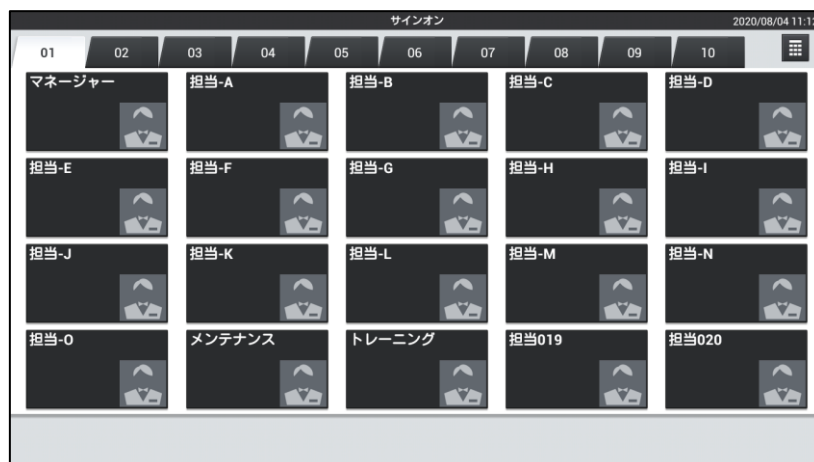 サインオン 2020/08/04 11:12
01 02 03 04 05 06 07 08 09 10
マネージャー 担当-A 担当-B 担当-C 担当-D
担当-E 担当-F 担当-G 担当-H 担当-I
担当-J 担当-K 担当-L 担当-M 担当-N
担当-O メンテナンス トレーニング 担当019 担当020